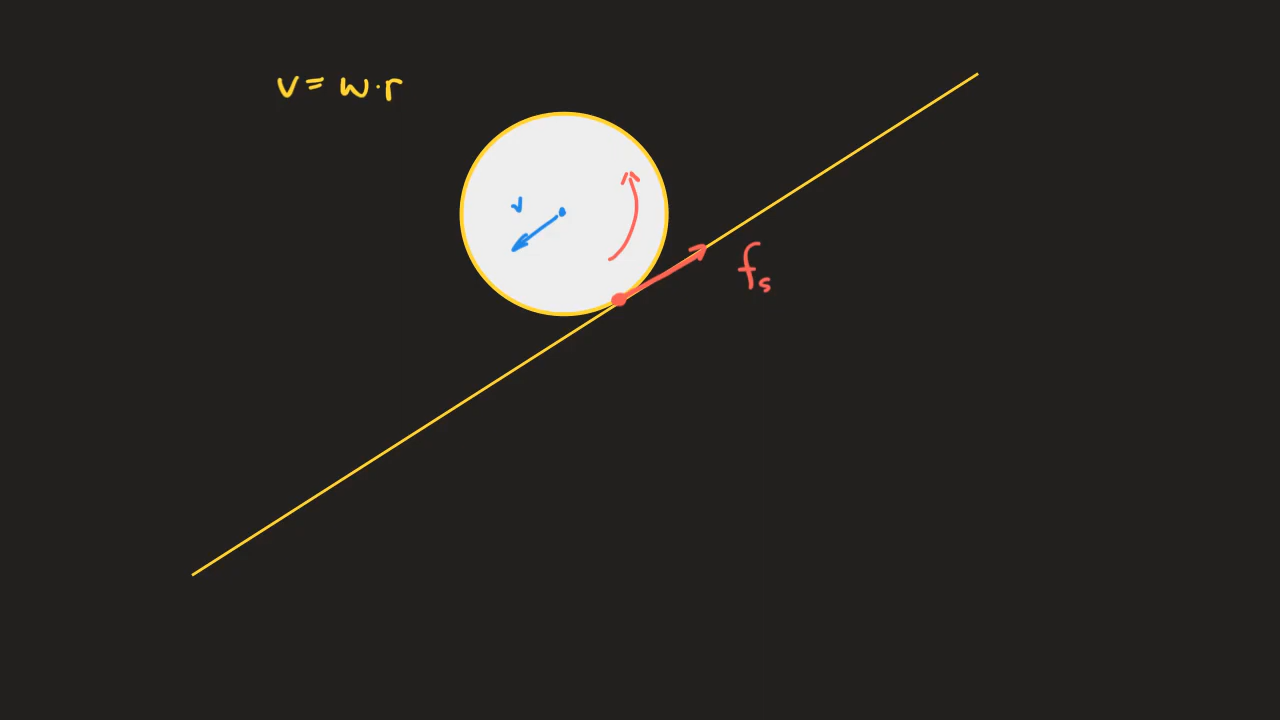 v = w·r
v
fs